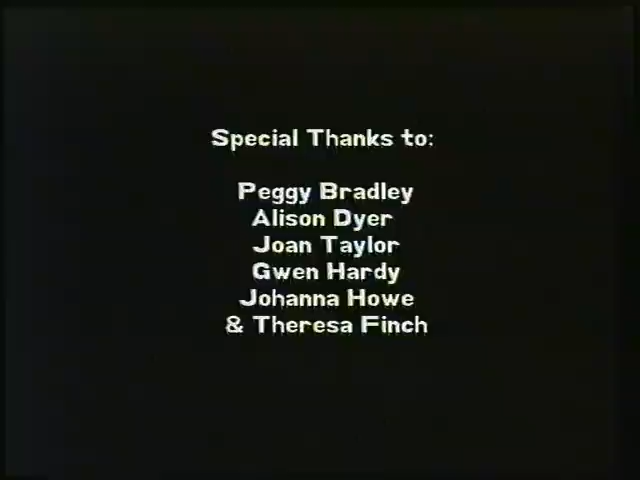 Special Thanks to:
Peggy Bradley
Alison Dyer
Joan Taylor
Gwen Hardy
Johanna Howe
& Theresa Finch